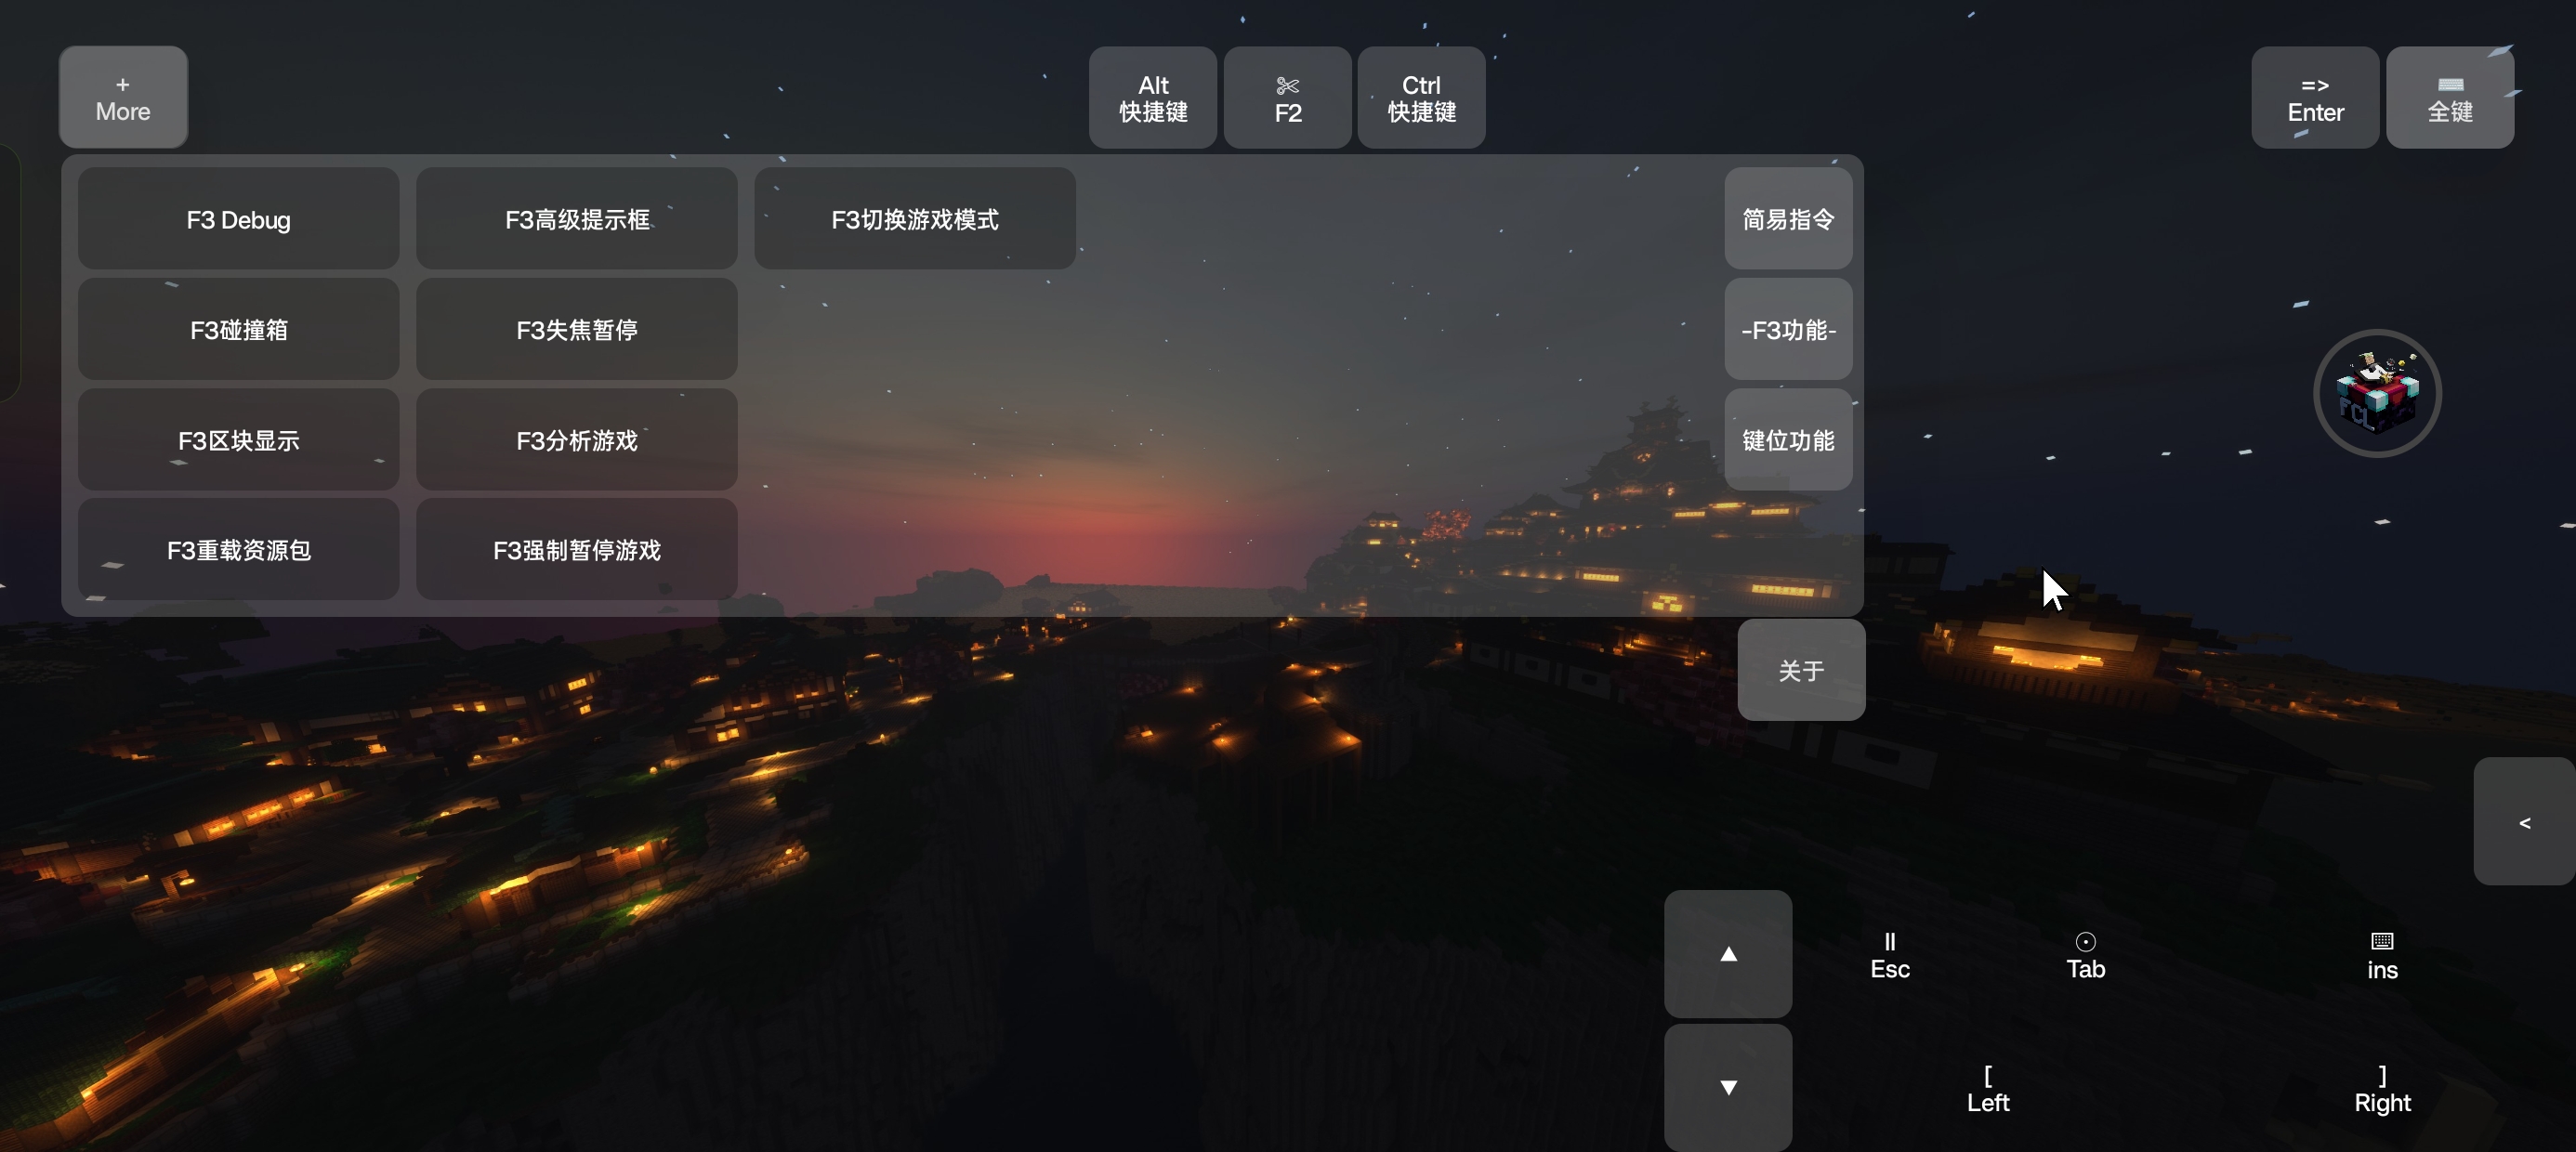 +
More
Alt
快捷键
✂
F2
Ctrl
快捷键
=>
Enter
全键
F3 Debug
F3高级提示框
F3切换游戏模式
简易指令
F3碰撞箱
F3失焦暂停
-F3功能-
F3区块显示
F3分析游戏
键位功能
F3重载资源包
F3强制暂停游戏
FCL
关于
<
▲
Esc
Tab
ins
▼
[
Left
]
Right